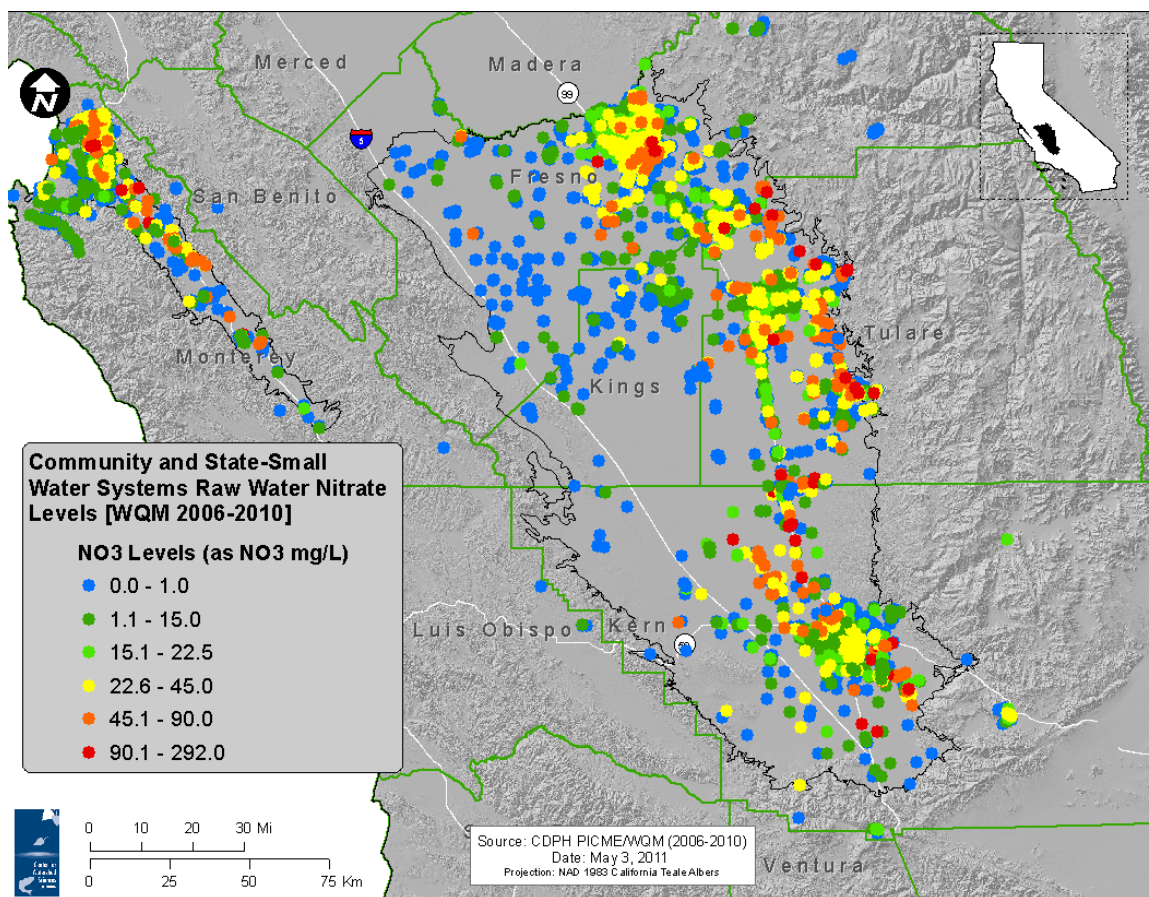 Merced
Madera
99
N
5
San Benito
Fresno
Monterey
Tulare
Kings
Community and State-Small
Water Systems Raw Water Nitrate
Levels [WQM 2006-2010]
NO3 Levels (as NO3 mg/L)
0.0 - 1.0
1.1 - 15.0
15.1 - 22.5
22.6 - 45.0
45.1 - 90.0
90.1 - 292.0
Luis Obispo
Kern
0 10 20 30 Mi
0 25 50 75 Km
Center for
Watershed
Sciences
Source: CDPH PICME/WQM (2006-2010)
Date: May 3, 2011
Projection: NAD 1983 California Teale Albers
Ventura